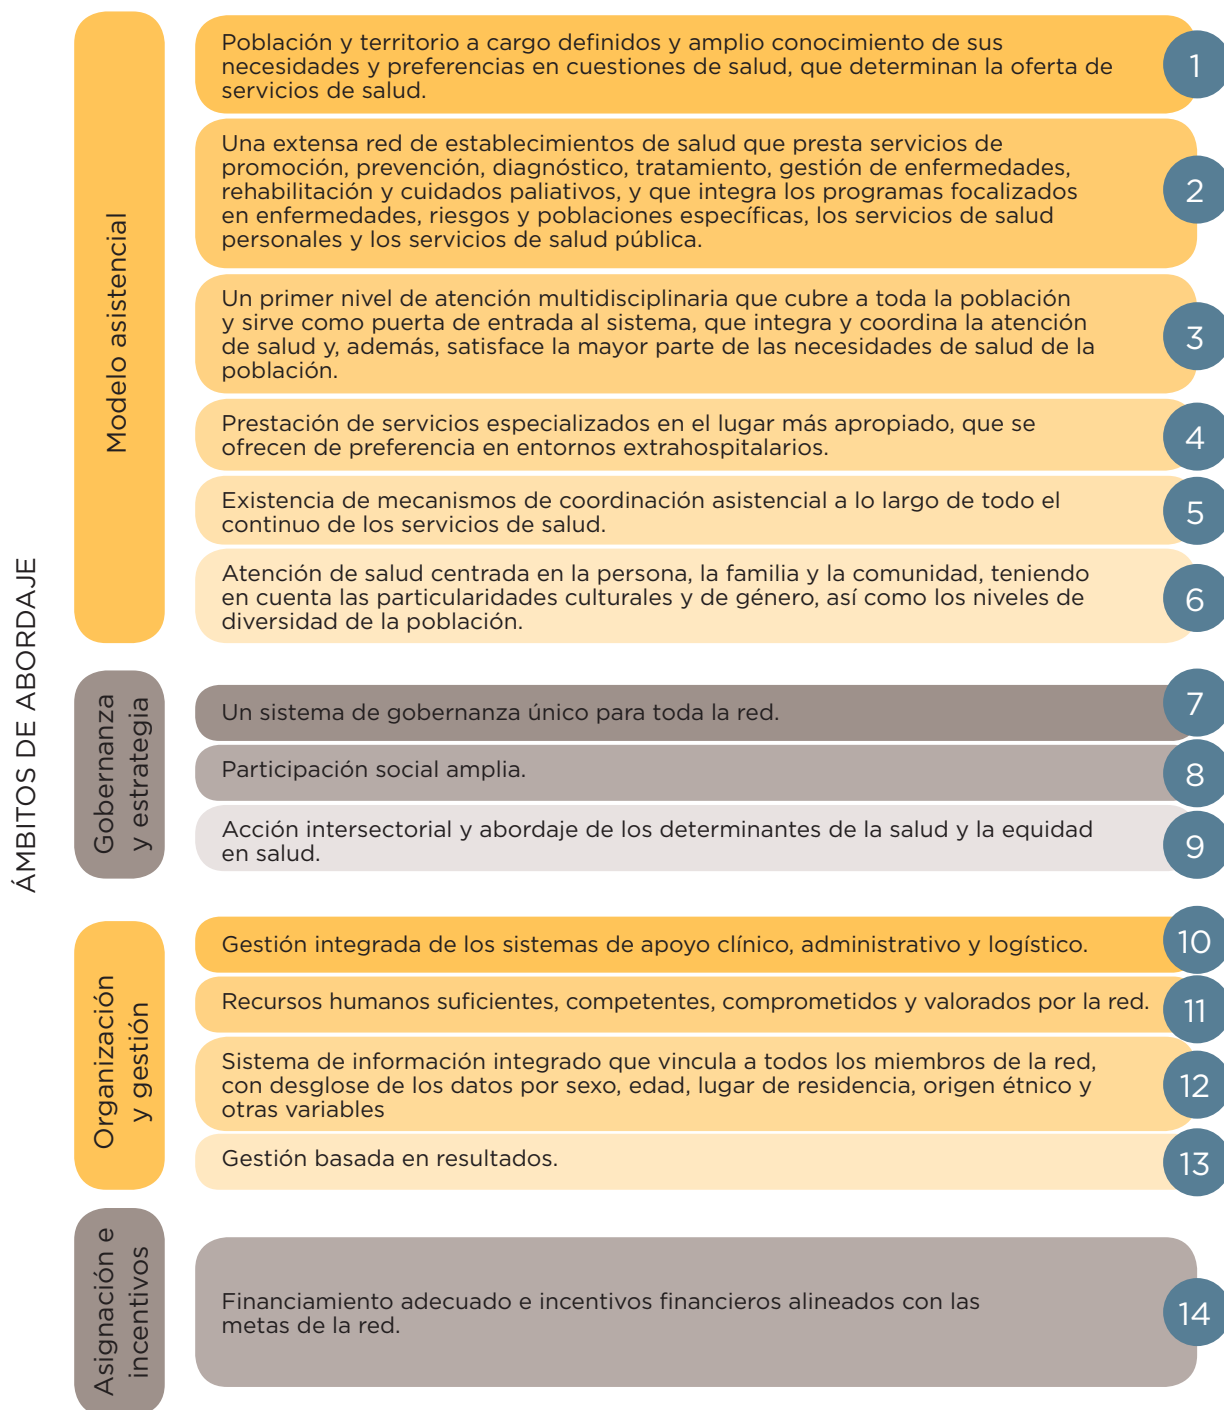 ÁMBITOS DE ABORDAJE
Modelo asistencial
Población y territorio a cargo definidos y amplio conocimiento de sus
necesidades y preferencias en cuestiones de salud, que determinan la oferta de
servicios de salud.
1
Una extensa red de establecimientos de salud que presta servicios de
promoción, prevención, diagnóstico, tratamiento, gestión de enfermedades,
rehabilitación y cuidados paliativos, y que integra los programas focalizados
en enfermedades, riesgos y poblaciones específicas, los servicios de salud
personales y los servicios de salud pública.
2
Un primer nivel de atención multidisciplinaria que cubre a toda la población
y sirve como puerta de entrada al sistema, que integra y coordina la atención
de salud y, además, satisface la mayor parte de las necesidades de salud de la
población.
3
Prestación de servicios especializados en el lugar más apropiado, que se
ofrecen de preferencia en entornos extrahospitalarios.
4
Existencia de mecanismos de coordinación asistencial a lo largo de todo el
continuo de los servicios de salud.
5
Atención de salud centrada en la persona, la familia y la comunidad, teniendo
en cuenta las particularidades culturales y de género, así como los niveles de
diversidad de la población.
6
Gobernanza
y estrategia
Un sistema de gobernanza único para toda la red.
7
Participación social amplia.
8
Acción intersectorial y abordaje de los determinantes de la salud y la equidad
en salud.
9
Organización
y gestión
Gestión integrada de los sistemas de apoyo clínico, administrativo y logístico.
10
Recursos humanos suficientes, competentes, comprometidos y valorados por la red.
11
Sistema de información integrado que vincula a todos los miembros de la red,
con desglose de los datos por sexo, edad, lugar de residencia, origen étnico y
otras variables
12
Gestión basada en resultados.
13
Asignación e
incentivos
Financiamiento adecuado e incentivos financieros alineados con las
metas de la red.
14